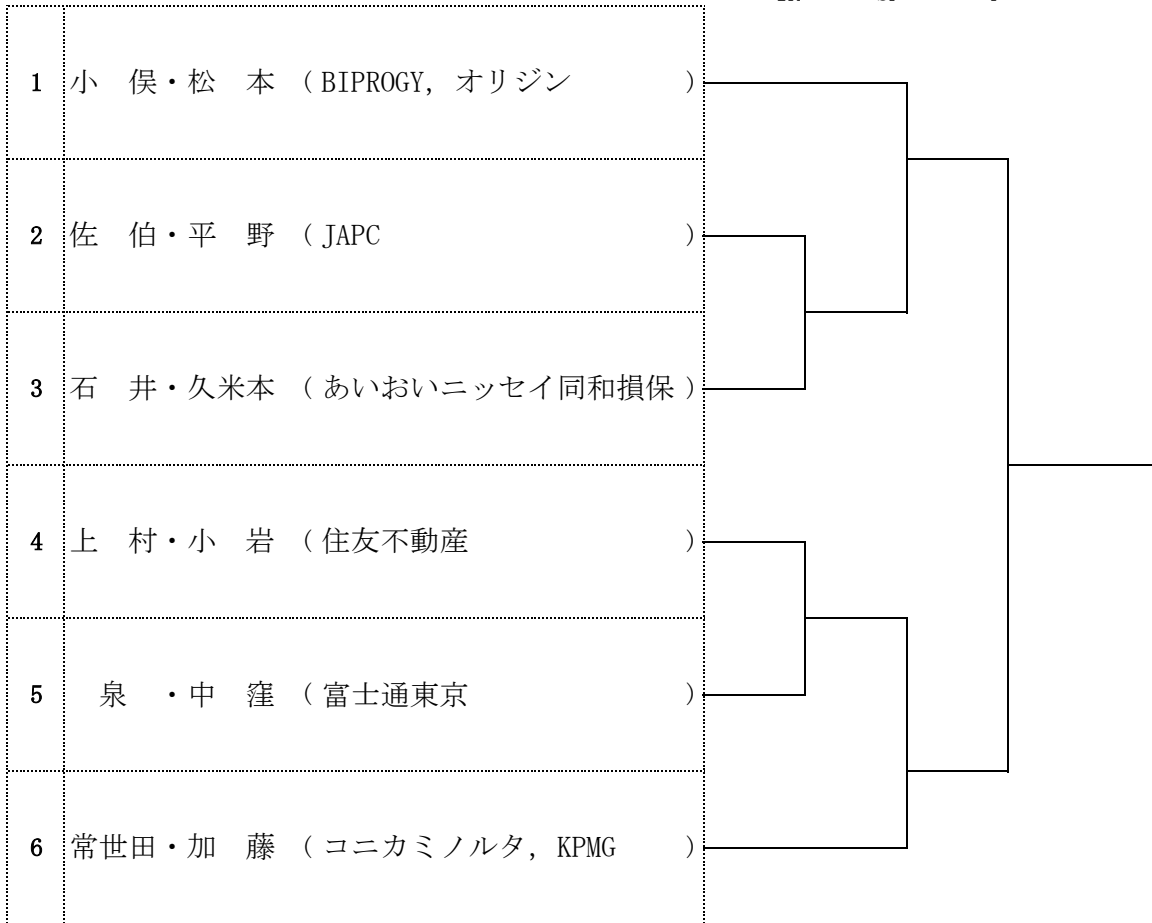 1 小 俣・松 本 ( BIPROGY, オリジン )
2 佐 伯・平 野 ( JAPC )
3 石 井・久米本 ( あいおいニッセイ同和損保 )
4 上 村・小 岩 ( 住友不動産 )
5 泉 ・中 窪 ( 富士通東京 )
6 常世田・加 藤 ( コニカミノルタ, KPMG )